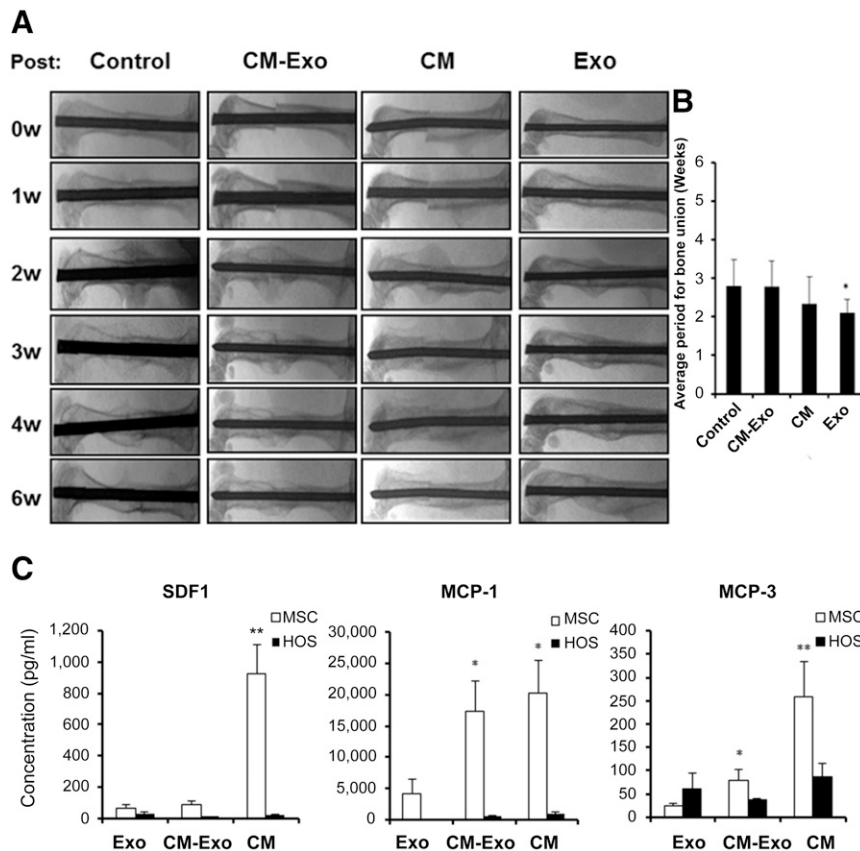 A
Post: Control CM-Exo CM Exo
0w
1w
2w
3w
4w
6w
B
Average period for bone union (Weeks)
6
5
4
3
2
1
0
*
Control CM-Exo CM Exo
C
SDF1
MSC
HOS
Concentration (pg/ml)
1,200
1,000
800
600
400
200
0
**
Exo CM-Exo CM
MCP-1
MSC
HOS
30,000
25,000
20,000
15,000
10,000
5,000
0
* *
Exo CM-Exo CM
MCP-3
MSC
HOS
400
350
300
250
200
150
100
50
0
* **
Exo CM-Exo CM